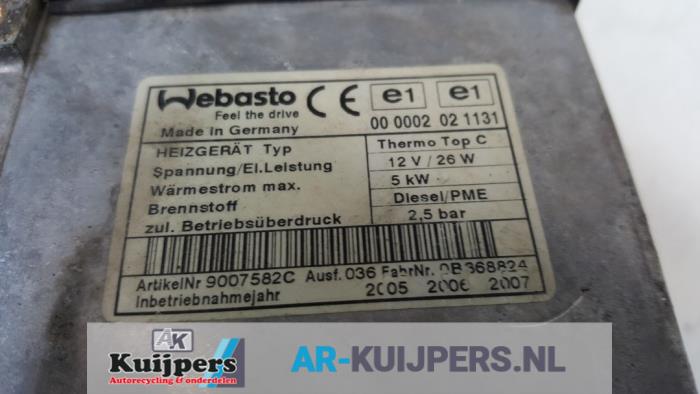 Webasto CE e1 e1
Feel the drive
Made in Germany 00 0002 02 1131
HEIZGERÄT Typ Thermo Top C
Spannung/El.Leistung 12 V / 26 W
Wärmestrom max. 5 kW
Brennstoff Diesel/PME
zul. Betriebsüberdruck 2,5 bar
ArtikelNr 9007582C Ausf. 036 FabrNr.
Inbetriebnahmejahr 2005 2006 2007
AK
Kuijpers
Autorecycling & onderdelen
AR-KUIJPERS.NL